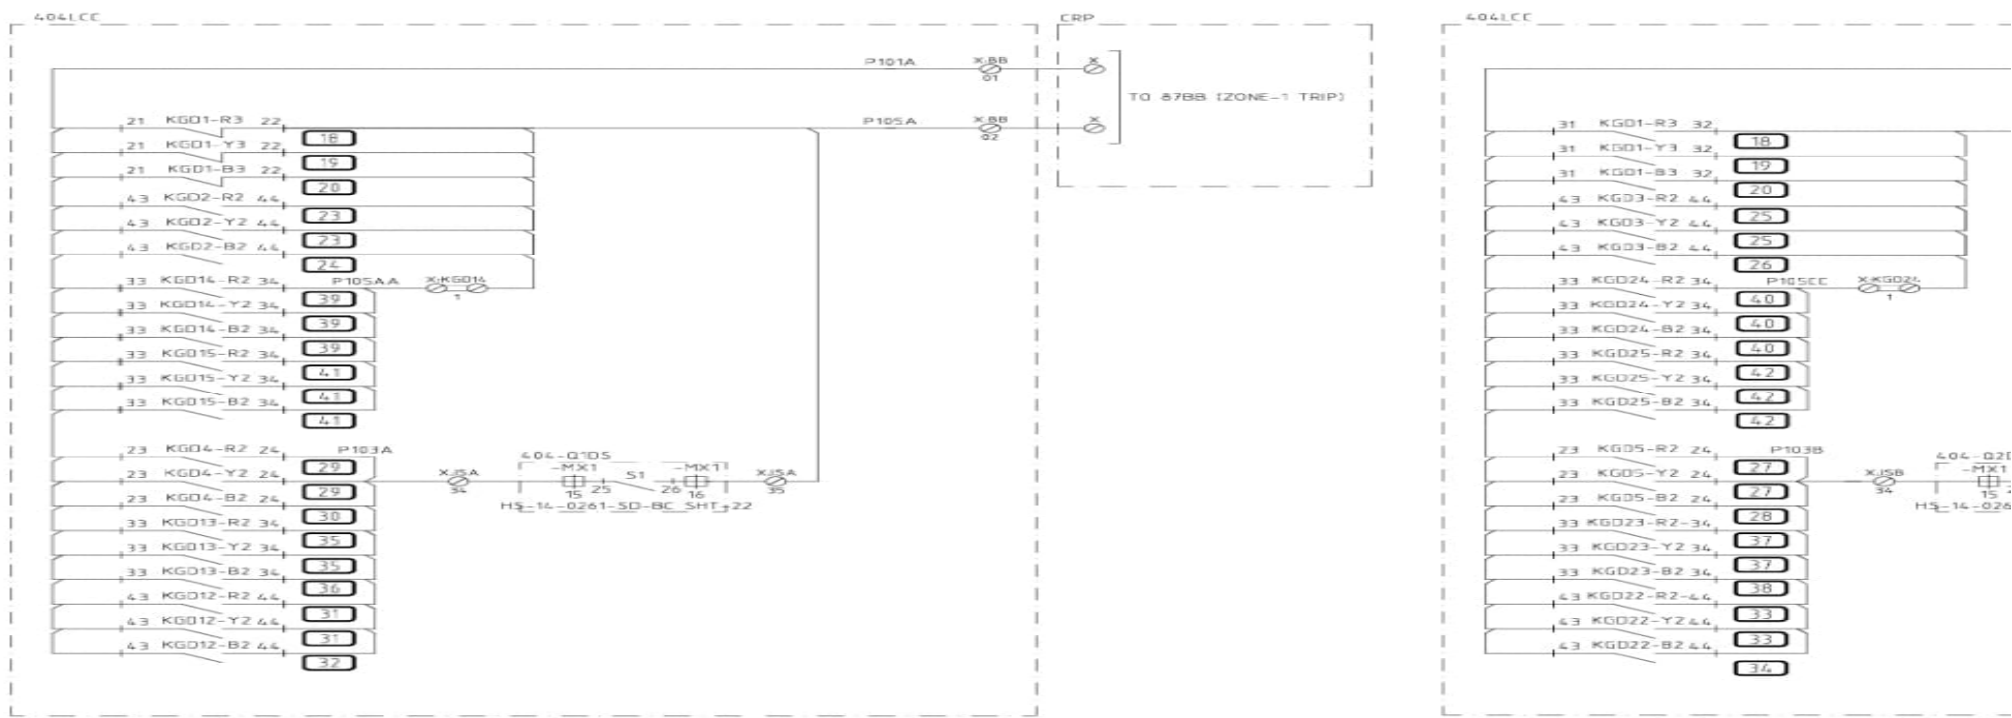 404LCC
CRP
404LCC
P101A X:BB X
01
TO 87BB (ZONE-1 TRIP)
P105A X:BB X
02
21 KGD1-R3 22
18
21 KGD1-Y3 22
19
21 KGD1-B3 22
20
43 KGD2-R2 44
23
43 KGD2-Y2 44
23
43 KGD2-B2 44
24
33 KGD14-R2 34 P105AA X:KGD14
39 1
33 KGD14-Y2 34
39
33 KGD14-B2 34
39
33 KGD15-R2 34
41
33 KGD15-Y2 34
41
33 KGD15-B2 34
41
23 KGD4-R2 24 P103A
29
23 KGD4-Y2 24
29
23 KGD4-B2 24
30
33 KGD13-R2 34
35
33 KGD13-Y2 34
35
33 KGD13-B2 34
36
43 KGD12-R2 44
31
43 KGD12-Y2 44
31
43 KGD12-B2 44
32
404-Q1DS
-MX1 S1 -MX1
X:JSA X:JSA
34 15 25 26 16 35
HS-14-0261-SD-BC SHT-22
31 KGD1-R3 32
18
31 KGD1-Y3 32
19
31 KGD1-B3 32
20
43 KGD3-R2 44
25
43 KGD3-Y2 44
25
43 KGD3-B2 44
26
33 KGD24-R2 34 P105CC X:KGD24
40 1
33 KGD24-Y2 34
40
33 KGD24-B2 34
40
33 KGD25-R2 34
42
33 KGD25-Y2 34
42
33 KGD25-B2 34
42
23 KGD5-R2 24 P103B
27
23 KGD5-Y2 24
27
23 KGD5-B2 24
28
33 KGD23-R2 34
37
33 KGD23-Y2 34
37
33 KGD23-B2 34
38
43 KGD22-R2 44
33
43 KGD22-Y2 44
33
43 KGD22-B2 44
34
404-Q2D
-MX1
X:JSB
34 15
HS-14-026